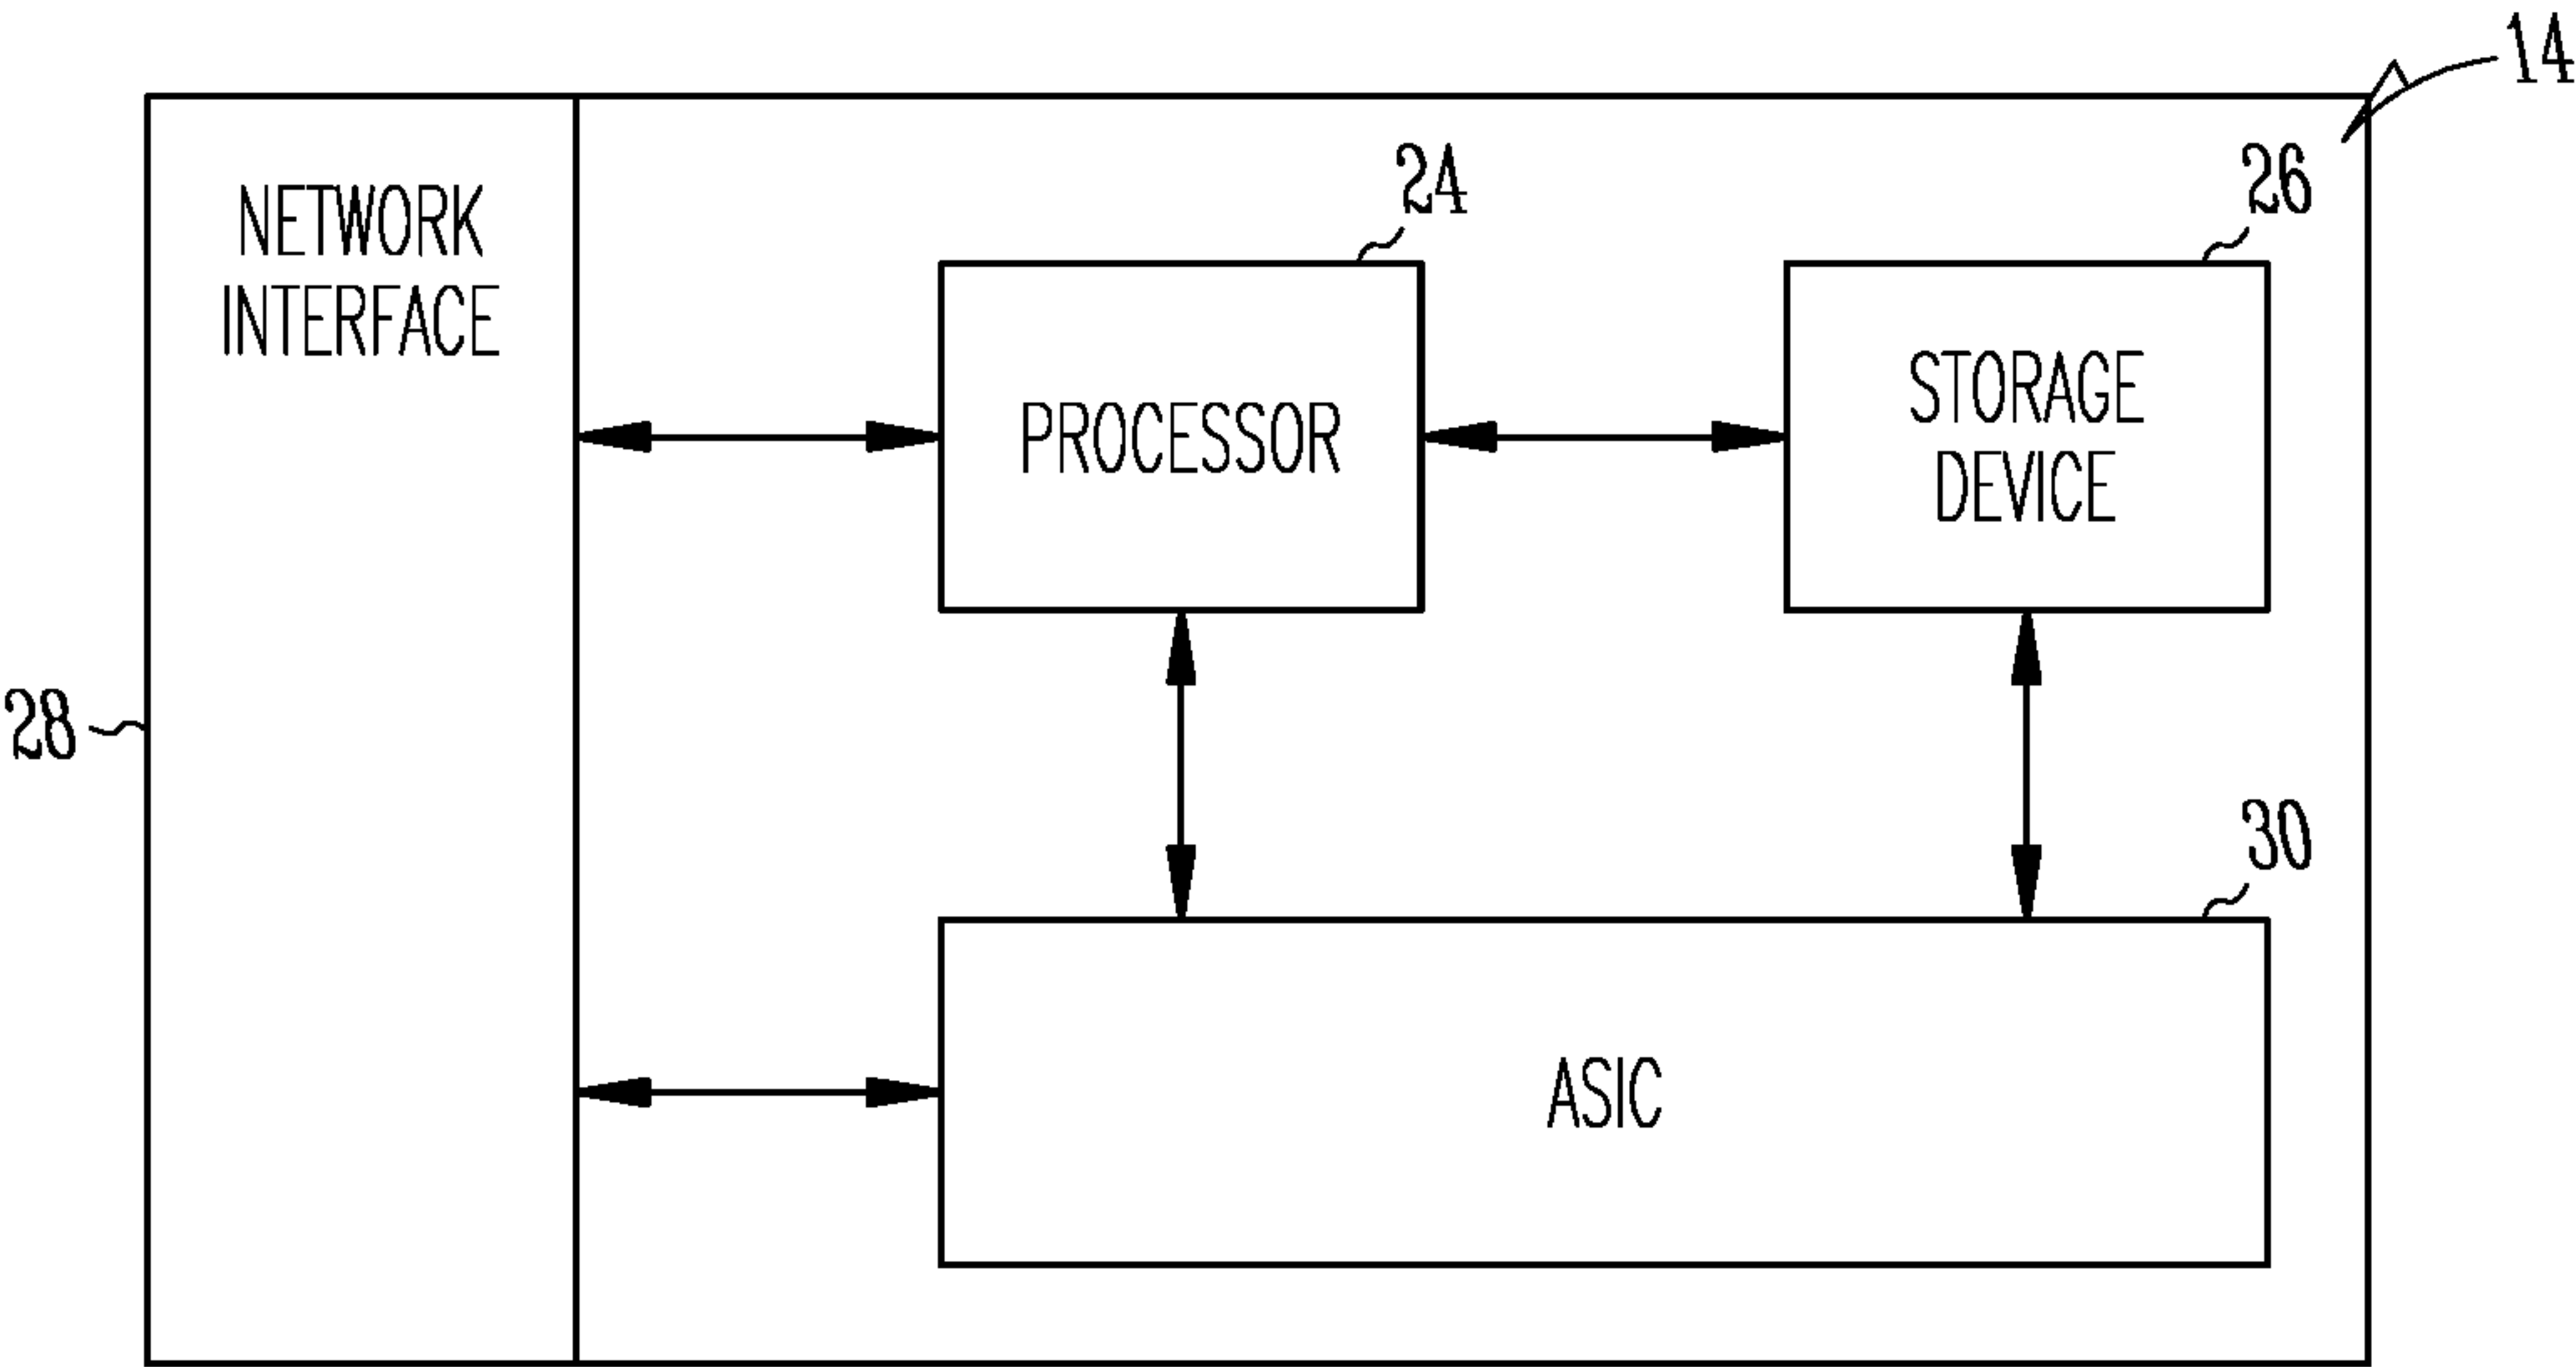 14
NETWORK
INTERFACE
24
26
PROCESSOR
STORAGE
DEVICE
28
30
ASIC